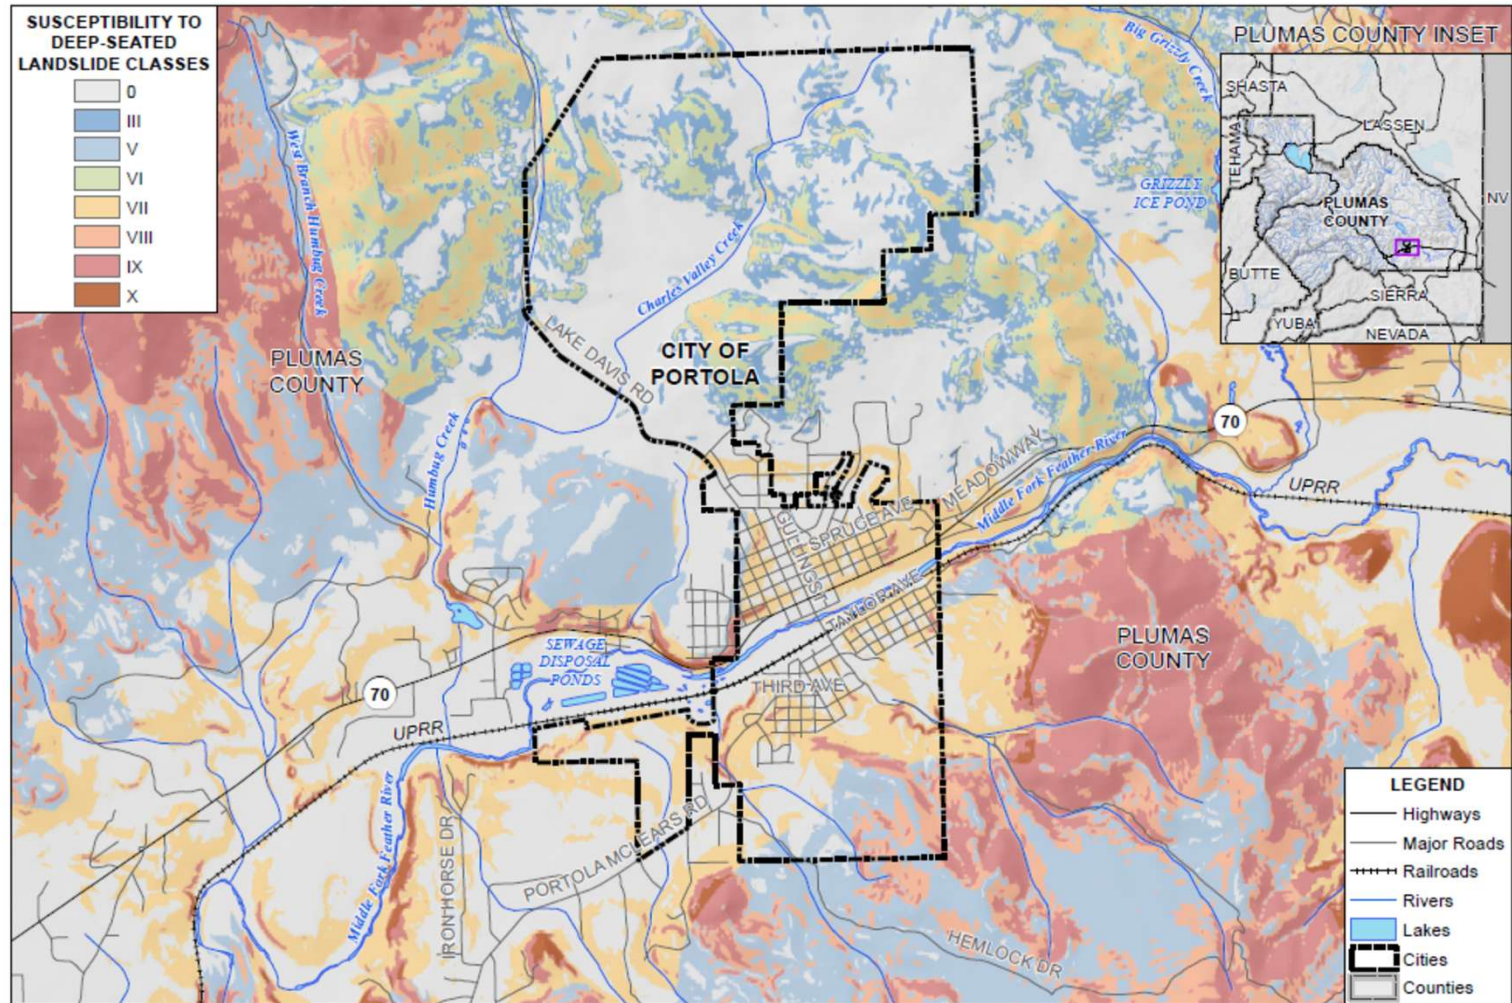 SUSCEPTIBILITY TO
DEEP-SEATED
LANDSLIDE CLASSES
0
III
V
VI
VII
VIII
IX
X
PLUMAS COUNTY INSET
SHASTA
LASSEN
TEHAMA
PLUMAS
COUNTY
NV
BUTTE
SIERRA
YUBA
NEVADA
Big Grizzly Creek
GRIZZLY
ICE POND
West Branch Humbug Creek
Charles Valley Creek
LAKE DAVIS RD
CITY OF
PORTOLA
PLUMAS
COUNTY
Humbug Creek
70
MEADOWWAY
Middle Fork Feather River
UPRR
SPRUCE AVE
GULLING ST
TAYLOR AVE
PLUMAS
COUNTY
SEWAGE
DISPOSAL
PONDS
THIRD AVE
70
UPRR
Middle Fork Feather River
IRON HORSE DR
PORTOLA MCLEARS RD
HEMLOCK DR
LEGEND
Highways
Major Roads
Railroads
Rivers
Lakes
Cities
Counties